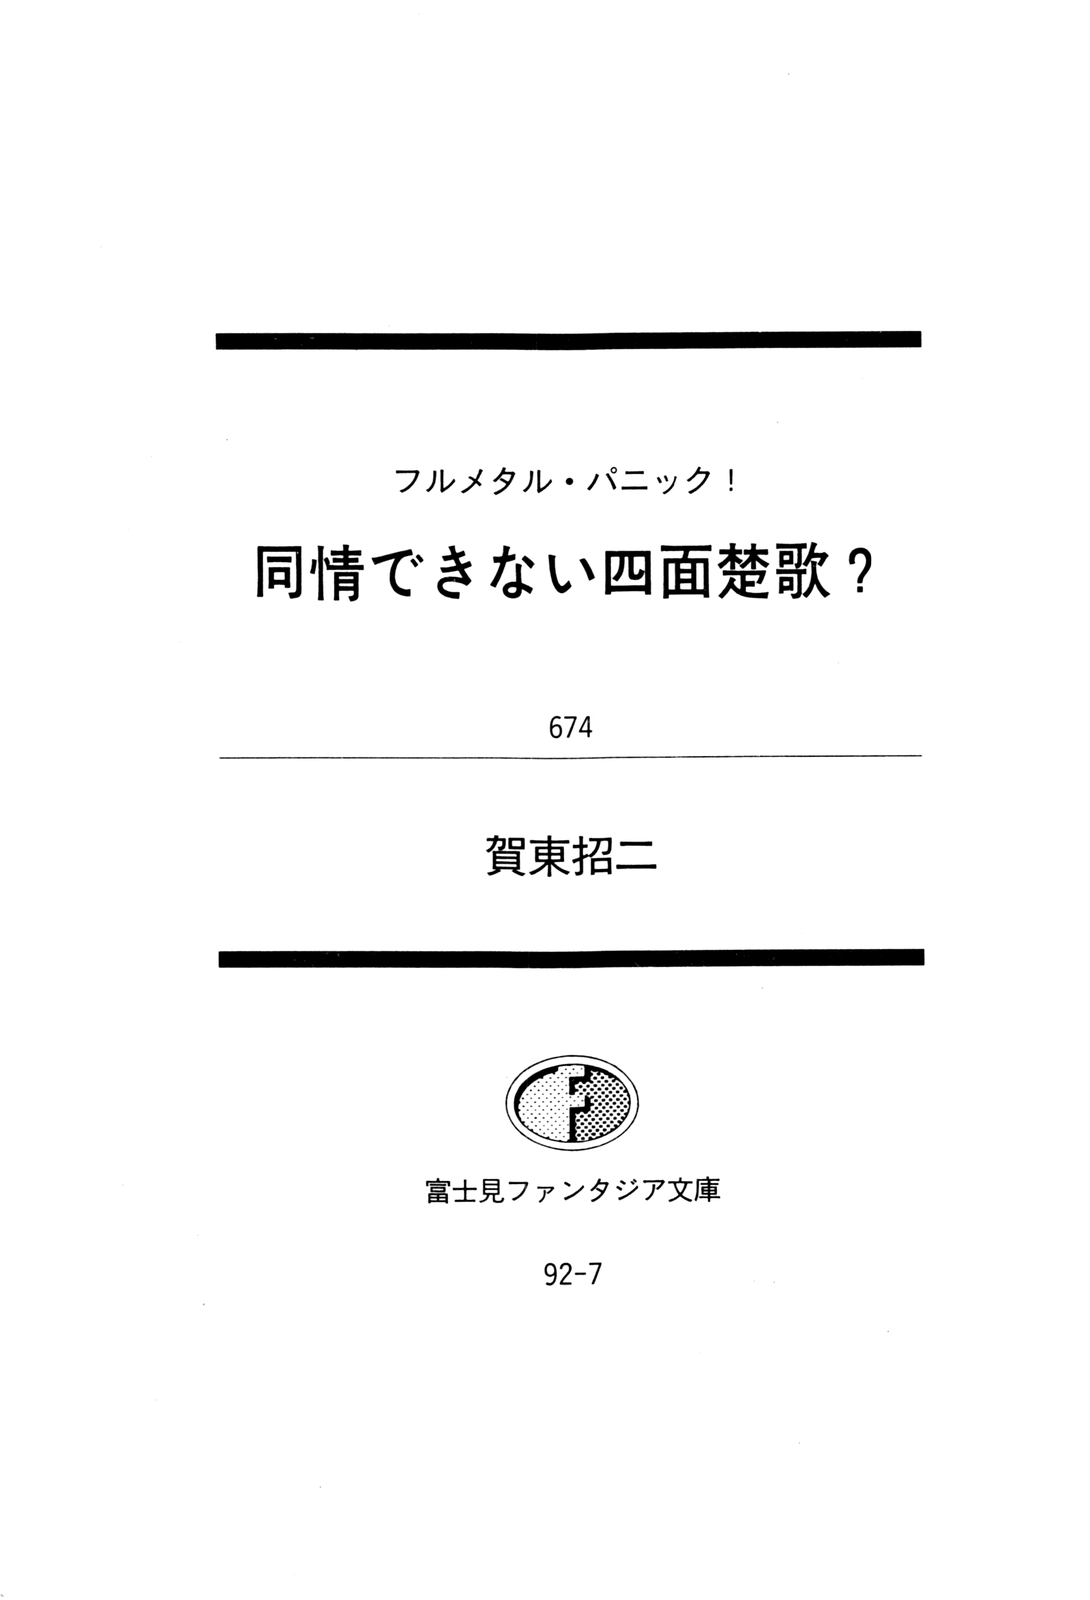 フルメタル・パニック！
同情できない四面楚歌？
674
賀東招二
富士見ファンタジア文庫
92-7